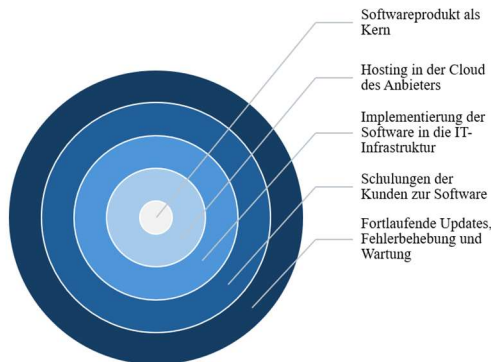 Softwareprodukt als
Kern
Hosting in der Cloud
des Anbieters
Implementierung der
Software in die IT-
Infrastruktur
Schulungen der
Kunden zur Software
Fortlaufende Updates,
Fehlerbehebung und
Wartung